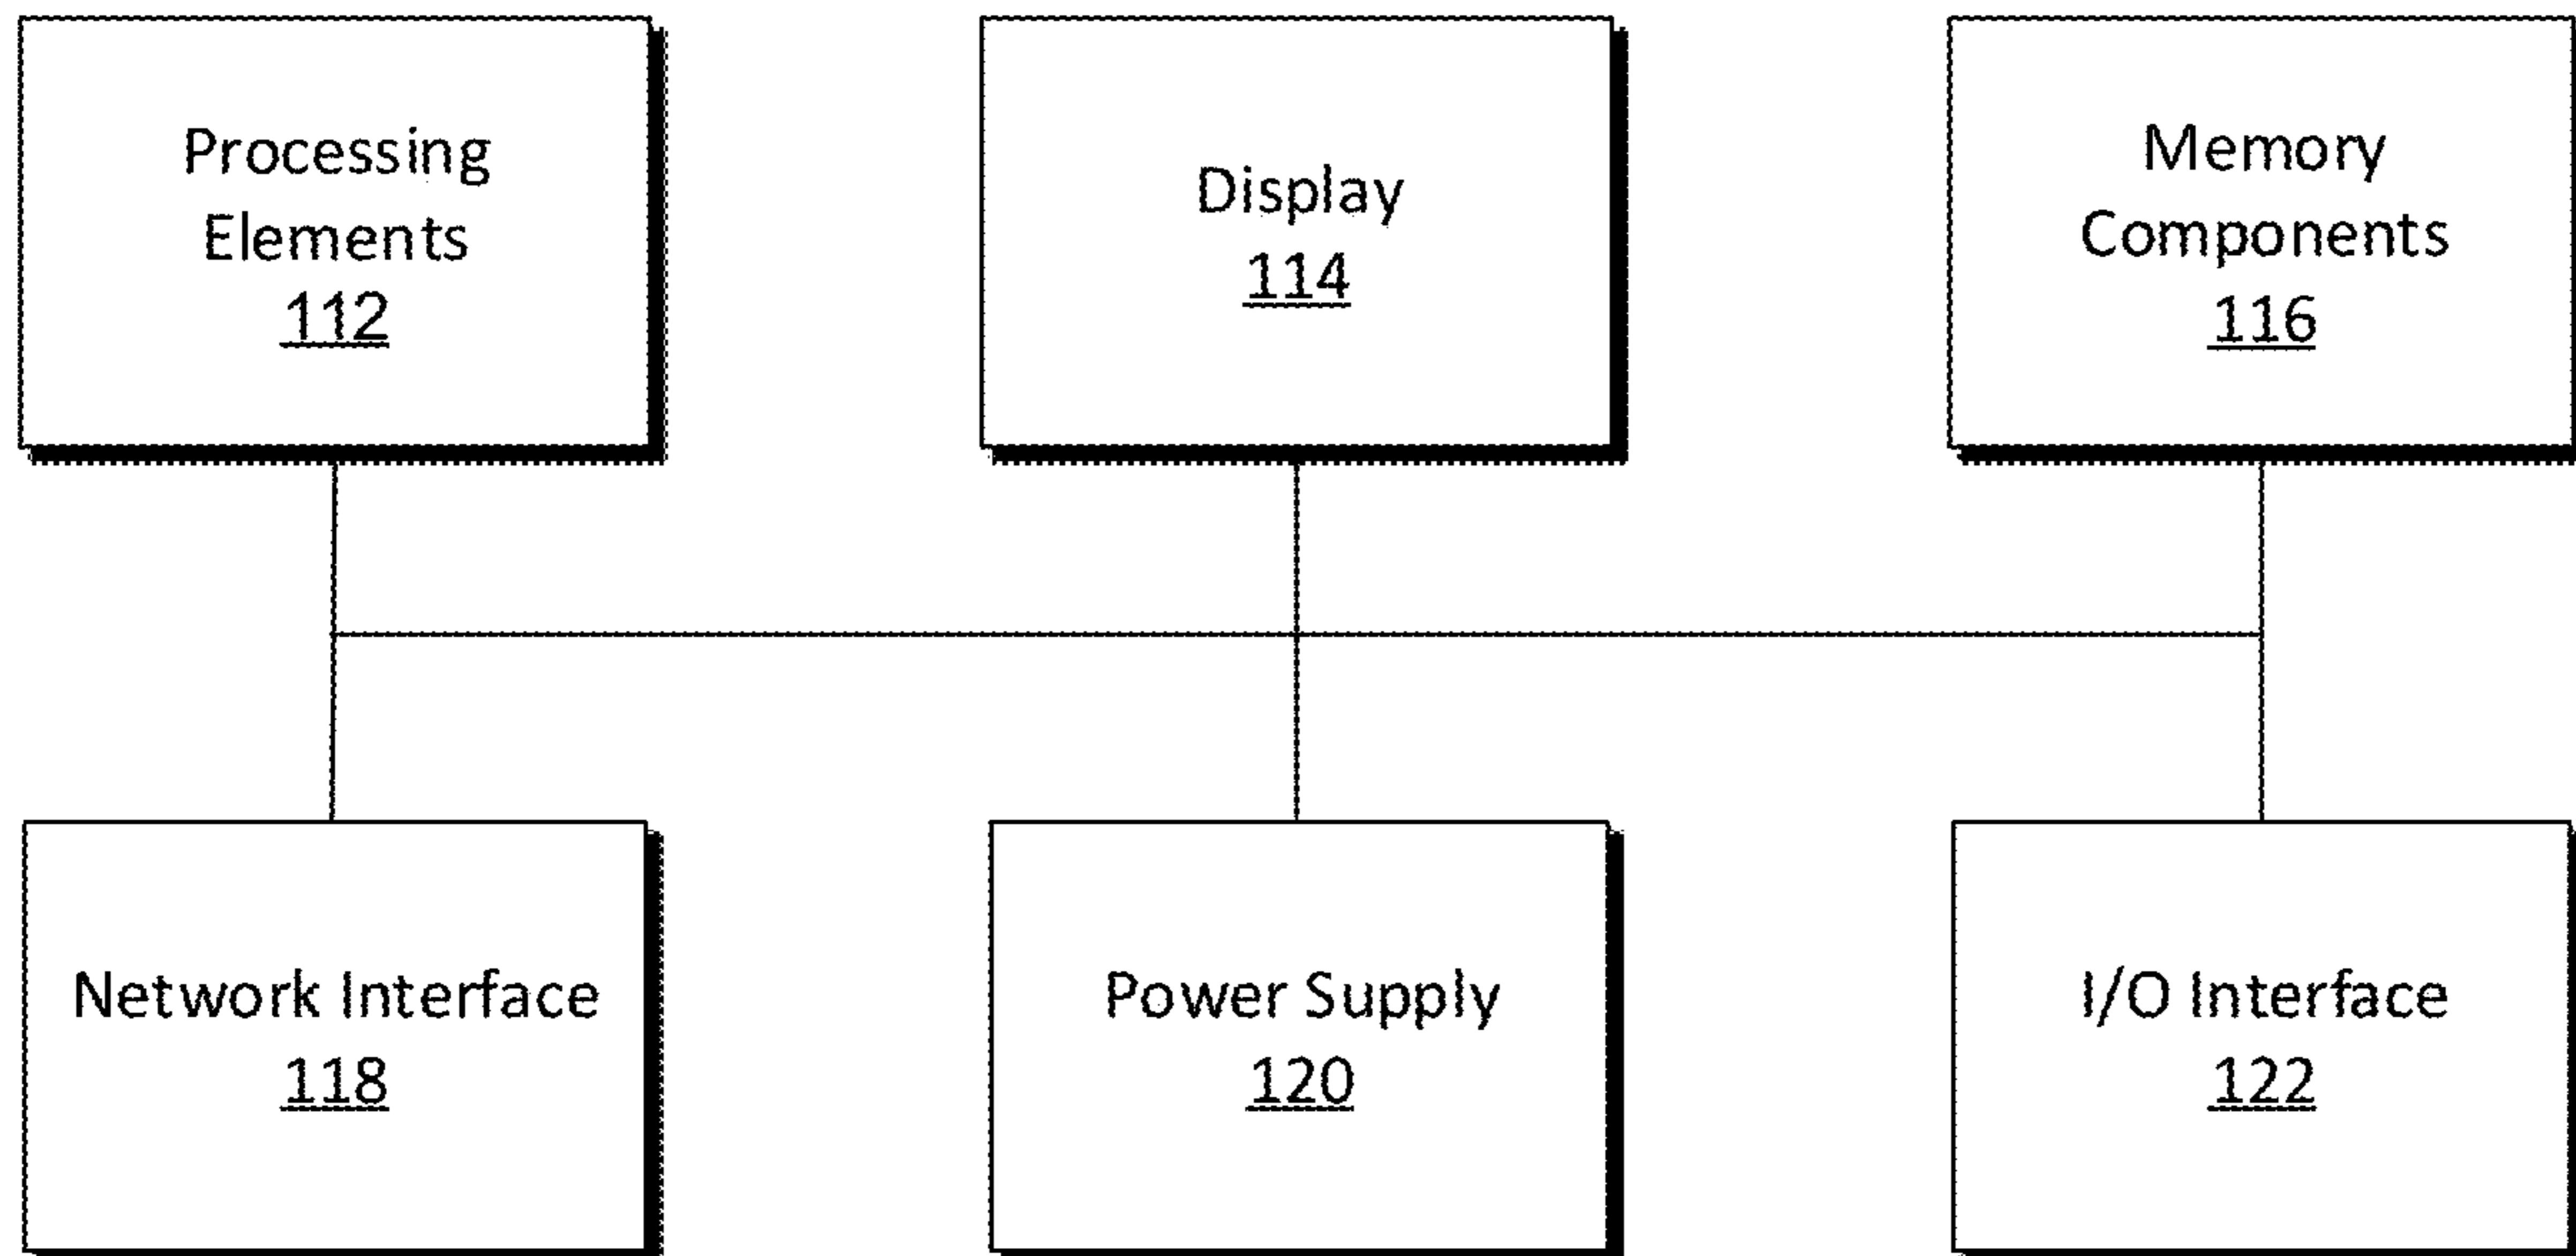 Processing
Elements
112
Display
114
Memory
Components
116
Network Interface
118
Power Supply
120
I/O Interface
122